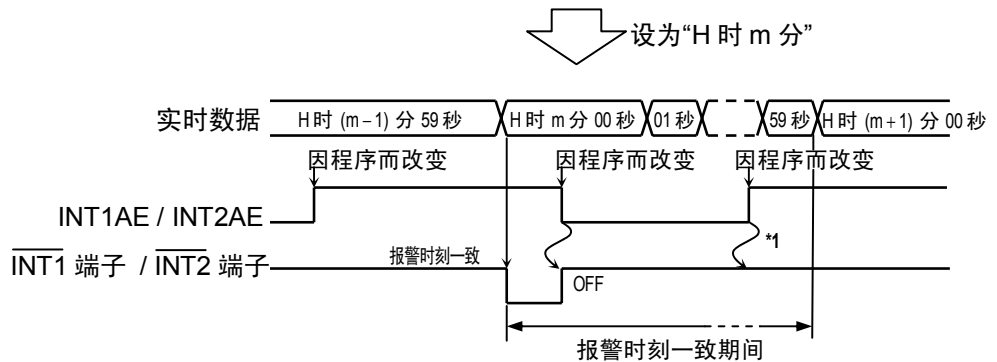 设为“H 时 m 分”
实时数据 H 时 (m − 1) 分 59 秒 H 时 m 分 00 秒 01 秒 59 秒 H 时 (m + 1) 分 00 秒
因程序而改变 因程序而改变 因程序而改变
INT1AE / INT2AE
*1
INT1 端子 / INT2 端子 报警时刻一致
OFF
报警时刻一致期间